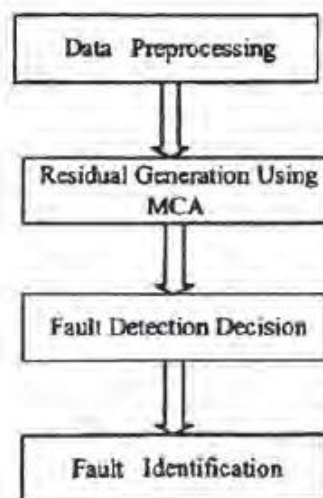 Data Preprocessing
Residual Generation Using
MCA
Fault Detection Decision
Fault Identification